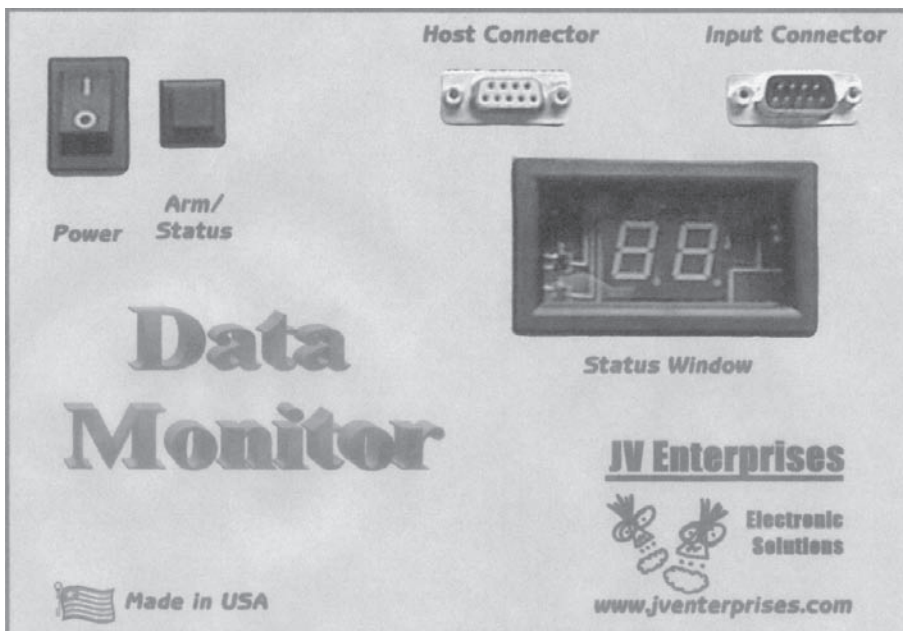 Host Connector
Input Connector
Power
Arm/
Status
88
Status Window
Data
Monitor
JV Enterprises
Electronic
Solutions
Made in USA
www.jventerprises.com